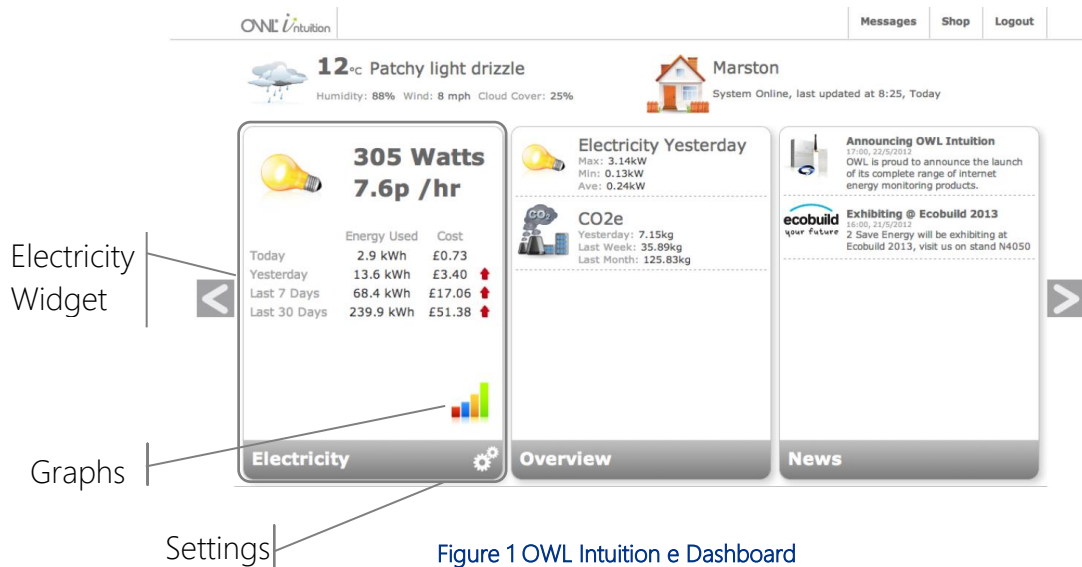 OWL intuition
Messages Shop Logout
12°C Patchy light drizzle
Humidity: 88% Wind: 8 mph Cloud Cover: 25%
Marston
System Online, last updated at 8:25, Today
305 Watts
7.6p /hr
Energy Used Cost
Today 2.9 kWh £0.73
Yesterday 13.6 kWh £3.40
Last 7 Days 68.4 kWh £17.06
Last 30 Days 239.9 kWh £51.38
Electricity
Electricity Yesterday
Max: 3.14kW
Min: 0.13kW
Ave: 0.24kW
CO2
CO2e
Yesterday: 7.15kg
Last Week: 35.89kg
Last Month: 125.83kg
Overview
Announcing OWL Intuition
17:00, 22/5/2012
OWL is proud to announce the launch
of its complete range of internet
energy monitoring products.
ecobuild
your future
Exhibiting @ Ecobuild 2013
16:00, 21/5/2012
2 Save Energy will be exhibiting at
Ecobuild 2013, visit us on stand N4050
News
Electricity
Widget
Graphs
Settings
Figure 1 OWL Intuition e Dashboard